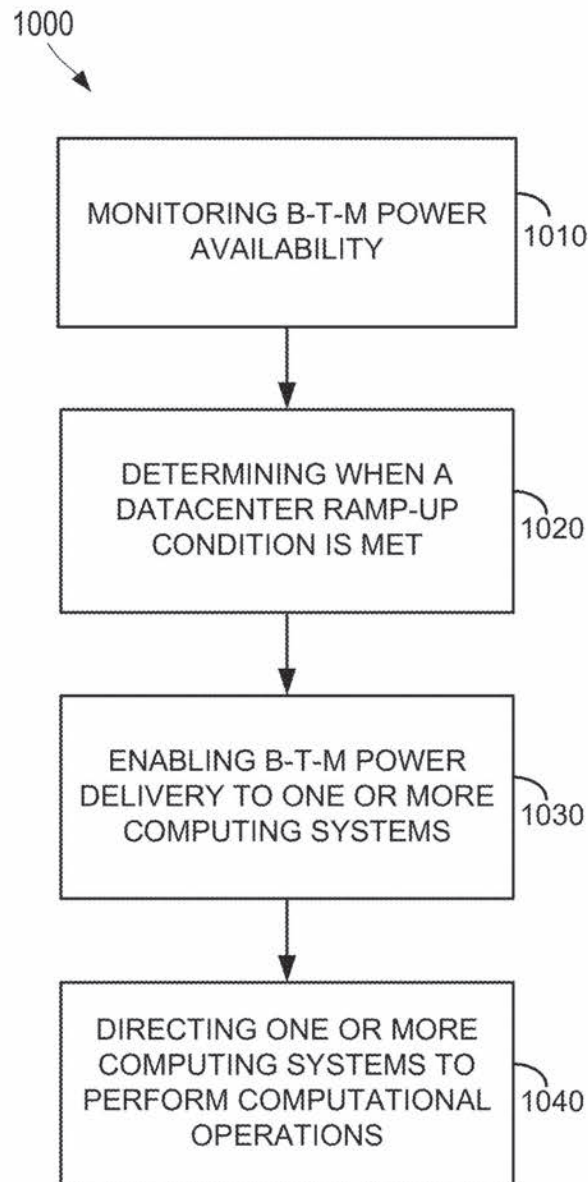 1000
MONITORING B-T-M POWER
AVAILABILITY
1010
DETERMINING WHEN A
DATACENTER RAMP-UP
CONDITION IS MET
1020
ENABLING B-T-M POWER
DELIVERY TO ONE OR MORE
COMPUTING SYSTEMS
1030
DIRECTING ONE OR MORE
COMPUTING SYSTEMS TO
PERFORM COMPUTATIONAL
OPERATIONS
1040